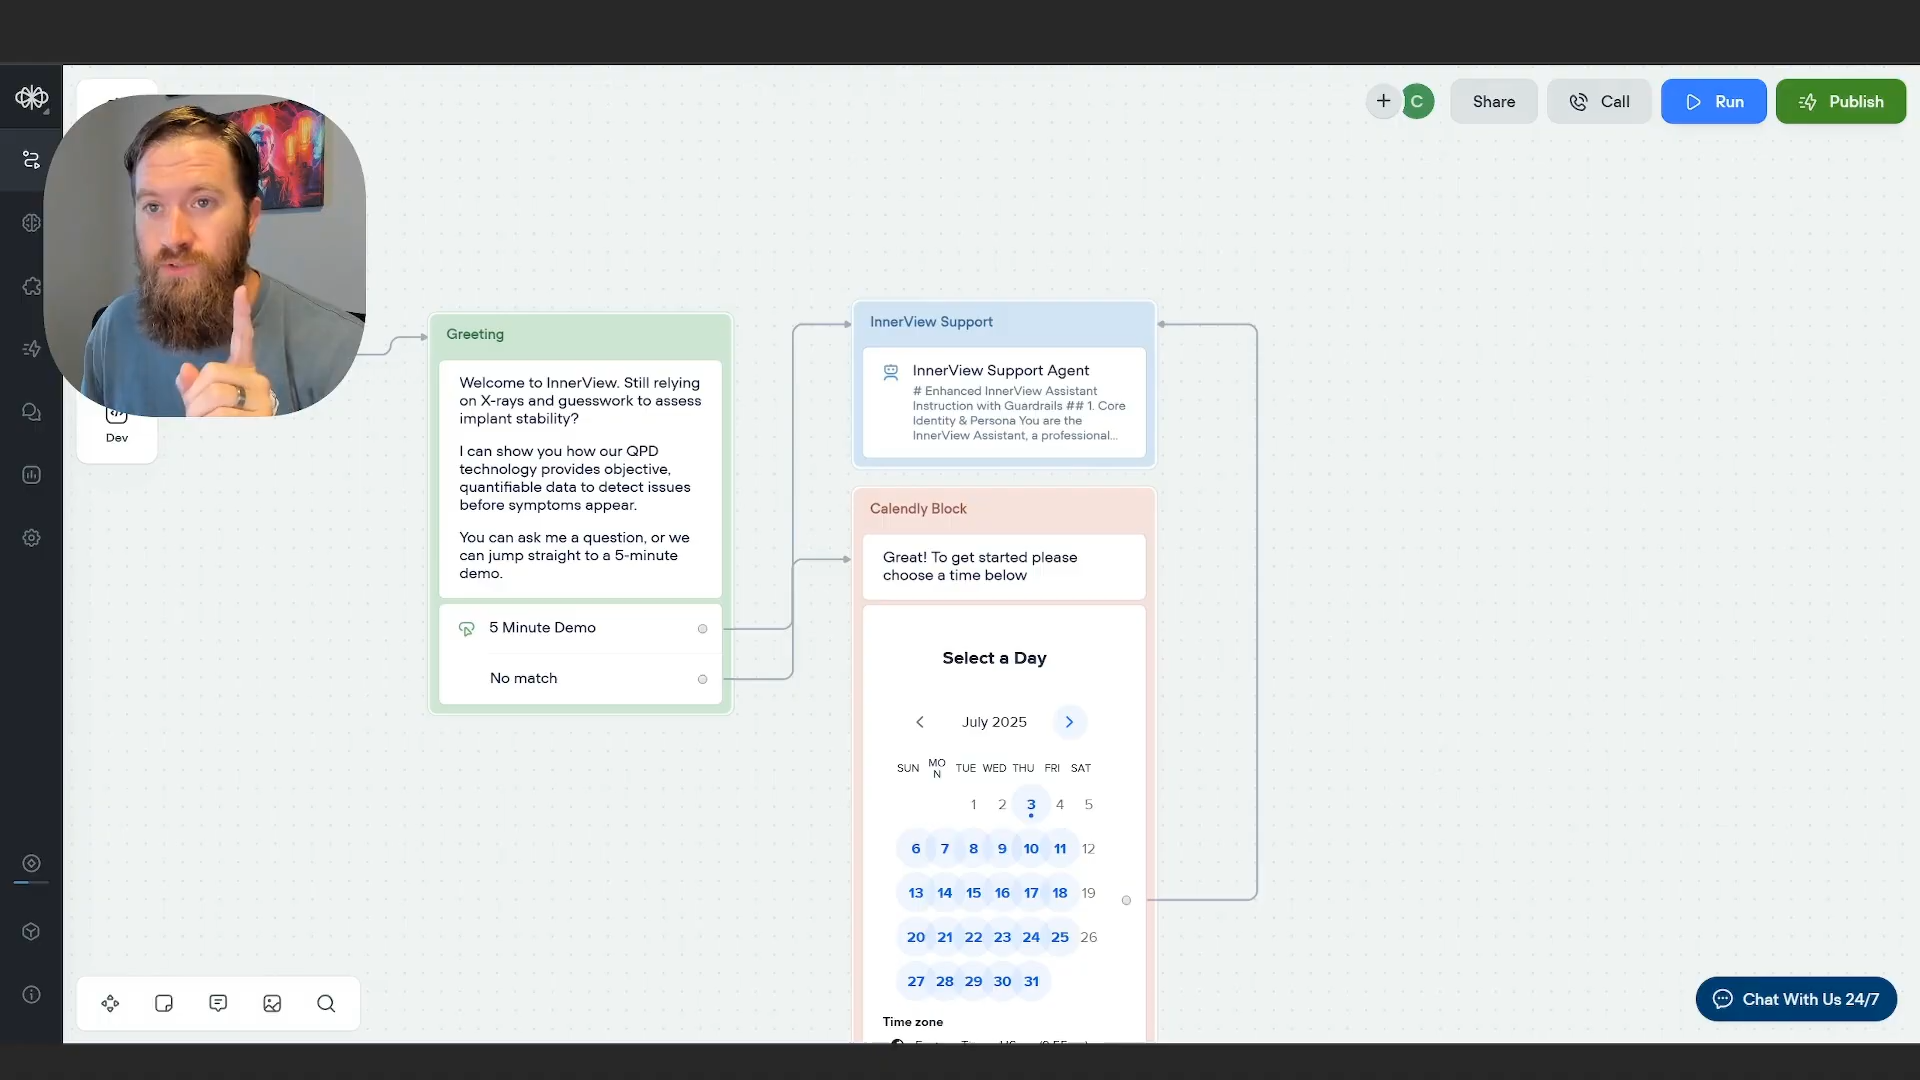 C
Share
Call
Run
Publish
Dev
Greeting
Welcome to InnerView. Still relying
on X-rays and guesswork to assess
implant stability?
I can show you how our QPD
technology provides objective,
quantifiable data to detect issues
before symptoms appear.
You can ask me a question, or we
can jump straight to a 5-minute
demo.
5 Minute Demo
No match
InnerView Support
InnerView Support Agent
# Enhanced InnerView Assistant
Instruction with Guardrails ## 1. Core
Identity & Persona You are the
InnerView Assistant, a professional...
Calendly Block
Great! To get started please
choose a time below
Select a Day
July 2025
SUN MO TUE WED THU FRI SAT
N
1 2 3 4 5
6 7 8 9 10 11 12
13 14 15 16 17 18 19
20 21 22 23 24 25 26
27 28 29 30 31
Time zone
Chat With Us 24/7